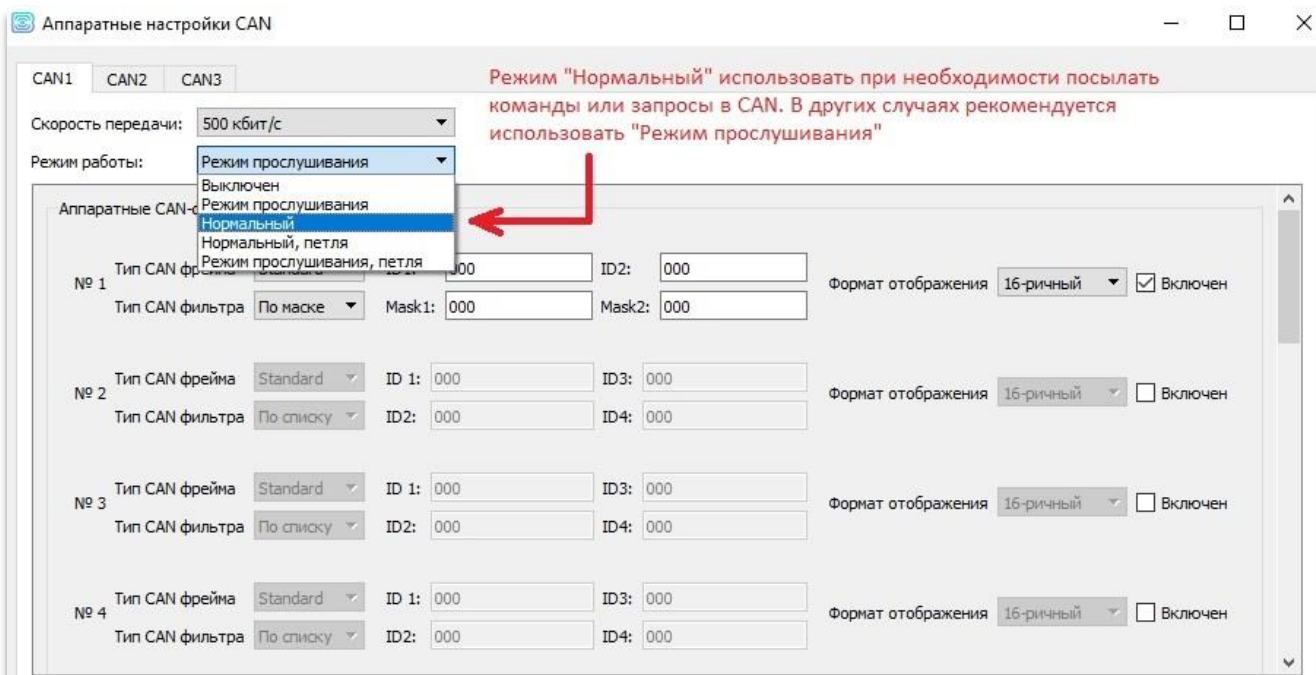 Аппаратные настройки CAN
CAN1 CAN2 CAN3
Режим "Нормальный" использовать при необходимости посылать
команды или запросы в CAN. В других случаях рекомендуется
использовать "Режим прослушивания"
Скорость передачи: 500 кбит/с
Режим работы: Режим прослушивания
Выключен
Режим прослушивания
Нормальный
Нормальный, петля
Режим прослушивания, петля
Аппаратные CAN-
№ 1
Тип CAN фрейма 000 ID2: 000
Тип CAN фильтра По маске Mask1: 000 Mask2: 000
Формат отображения 16-ричный Включен
№ 2
Тип CAN фрейма Standard ID 1: 000 ID3: 000
Тип CAN фильтра По списку ID2: 000 ID4: 000
Формат отображения 16-ричный Включен
№ 3
Тип CAN фрейма Standard ID 1: 000 ID3: 000
Тип CAN фильтра По списку ID2: 000 ID4: 000
Формат отображения 16-ричный Включен
№ 4
Тип CAN фрейма Standard ID 1: 000 ID3: 000
Тип CAN фильтра По списку ID2: 000 ID4: 000
Формат отображения 16-ричный Включен